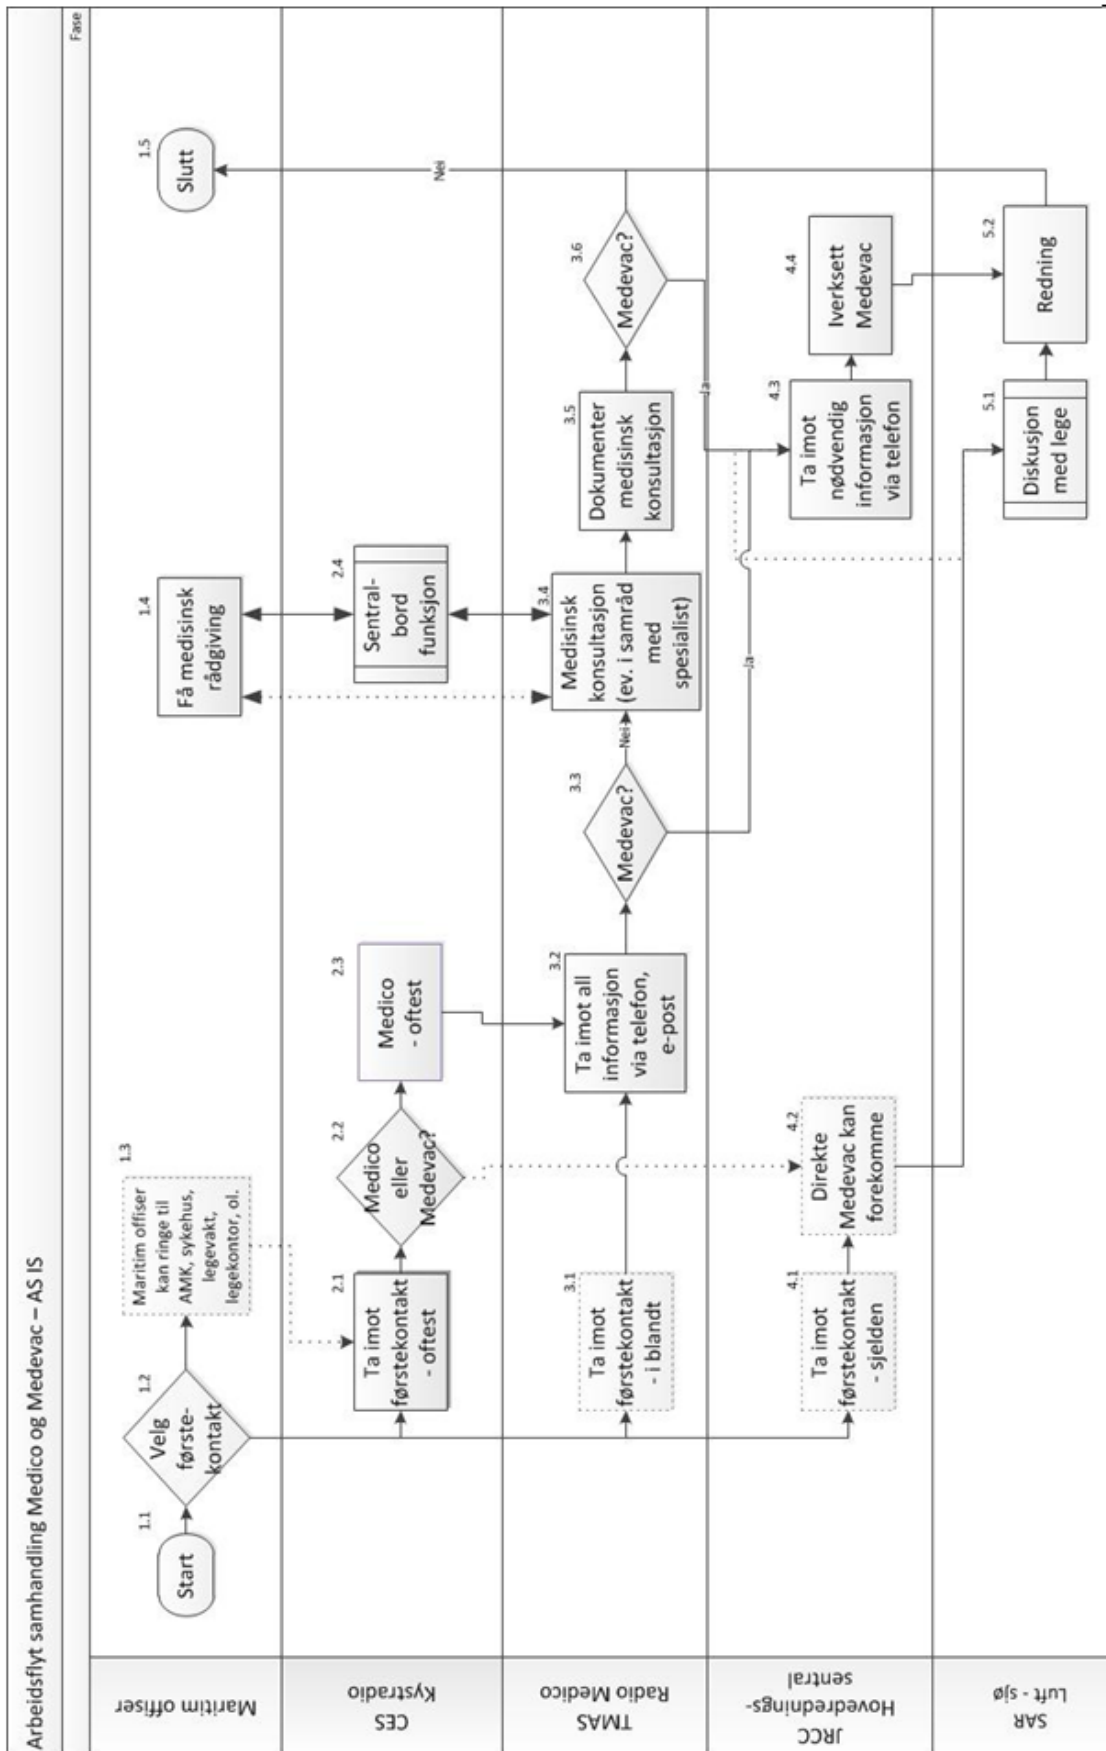 Arbeidsflyt samhandling Medico og Medevac – AS IS
Fase
Maritim offiser
1.1
Start
1.2
Velg
første-
kontakt
1.3
Maritim offiser
kan ringe til
AMK, sykehus,
legevakt,
legekontor, ol.
1.4
Få medisinsk
rådgiving
1.5
Slutt
CES
Kystradio
2.1
Ta imot
førstekontakt
- oftest
2.2
Medico
eller
Medevac?
2.3
Medico
- oftest
2.4
Sentral-
bord
funksjon
Nei
TMAS
Radio Medico
3.1
Ta imot
førstekontakt
- i blandt
3.2
Ta imot all
informasjon
via telefon,
e-post
3.3
Medevac?
Nei
3.4
Medisinsk
konsultasjon
(ev. i samråd
med
spesialist)
3.5
Dokumenter
medisinsk
konsultasjon
3.6
Medevac?
Ja
Ja
JRCC
Hovedrednings-
sentral
4.1
Ta imot
førstekontakt
- sjelden
4.2
Direkte
Medevac kan
forekomme
4.3
Ta imot
nødvendig
informasjon
via telefon
4.4
Iverksett
Medevac
SAR
Luft - sjø
5.1
Diskusjon
med lege
5.2
Redning